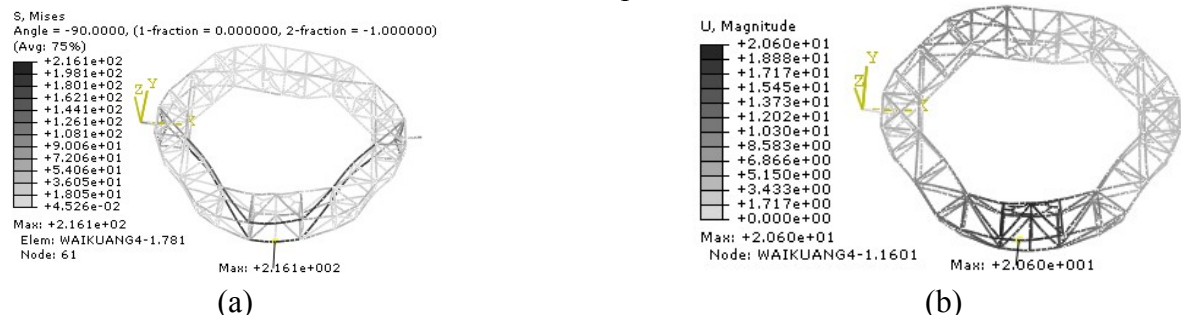 S, Mises
Angle = -90.0000, (1-fraction = 0.000000, 2-fraction = -1.000000)
(Avg: 75%)
+2.161e+02
+1.981e+02
+1.801e+02
+1.621e+02
+1.441e+02
+1.261e+02
+1.081e+02
+9.006e+01
+7.206e+01
+5.406e+01
+3.605e+01
+1.805e+01
+4.526e-02
Max: +2.161e+02
Elem: WAIKUANG4-1.781
Node: 61
Z Y
X
Max: +2.161e+002
(a)
U, Magnitude
+2.060e+01
+1.888e+01
+1.717e+01
+1.545e+01
+1.373e+01
+1.202e+01
+1.030e+01
+8.583e+00
+6.866e+00
+5.150e+00
+3.433e+00
+1.717e+00
+0.000e+00
Max: +2.060e+01
Node: WAIKUANG4-1.1601
Z Y
X
Max: +2.060e+001
(b)